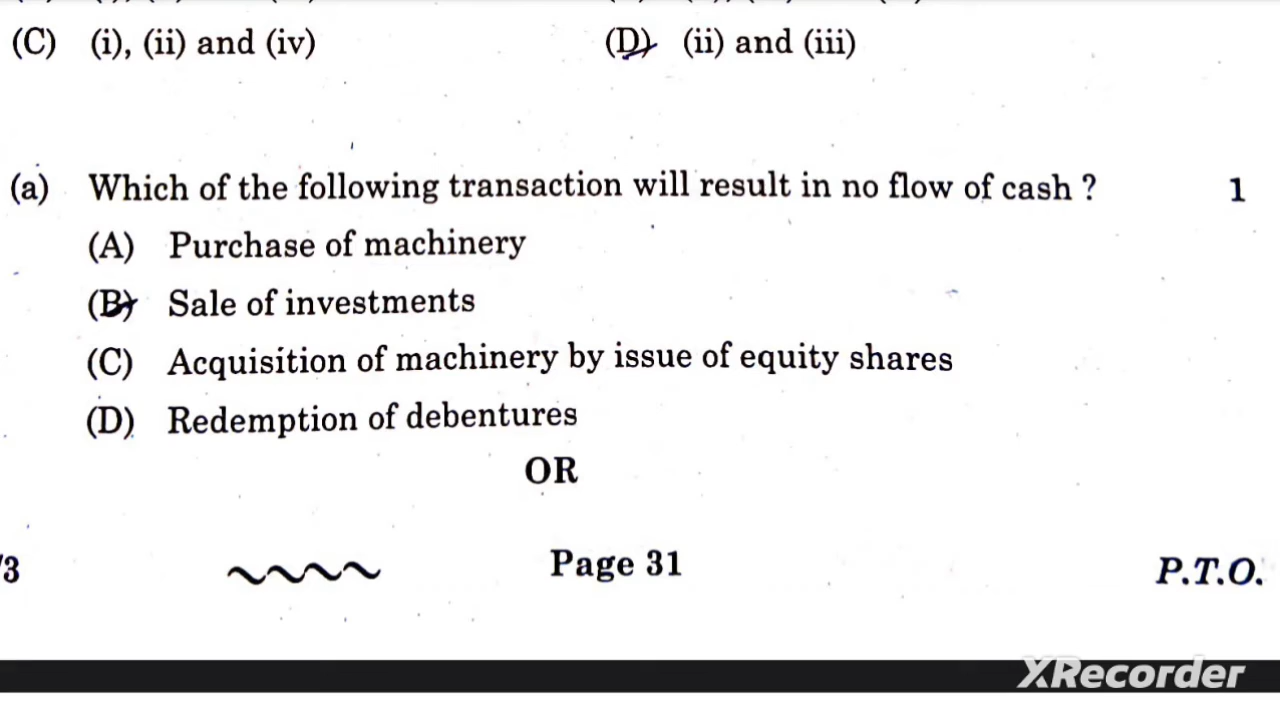 (C) (i), (ii) and (iv) (D) (ii) and (iii)
(a) Which of the following transaction will result in no flow of cash ? 1
(A) Purchase of machinery
(B) Sale of investments
(C) Acquisition of machinery by issue of equity shares
(D) Redemption of debentures
OR
/3 Page 31 P.T.O.
XRecorder